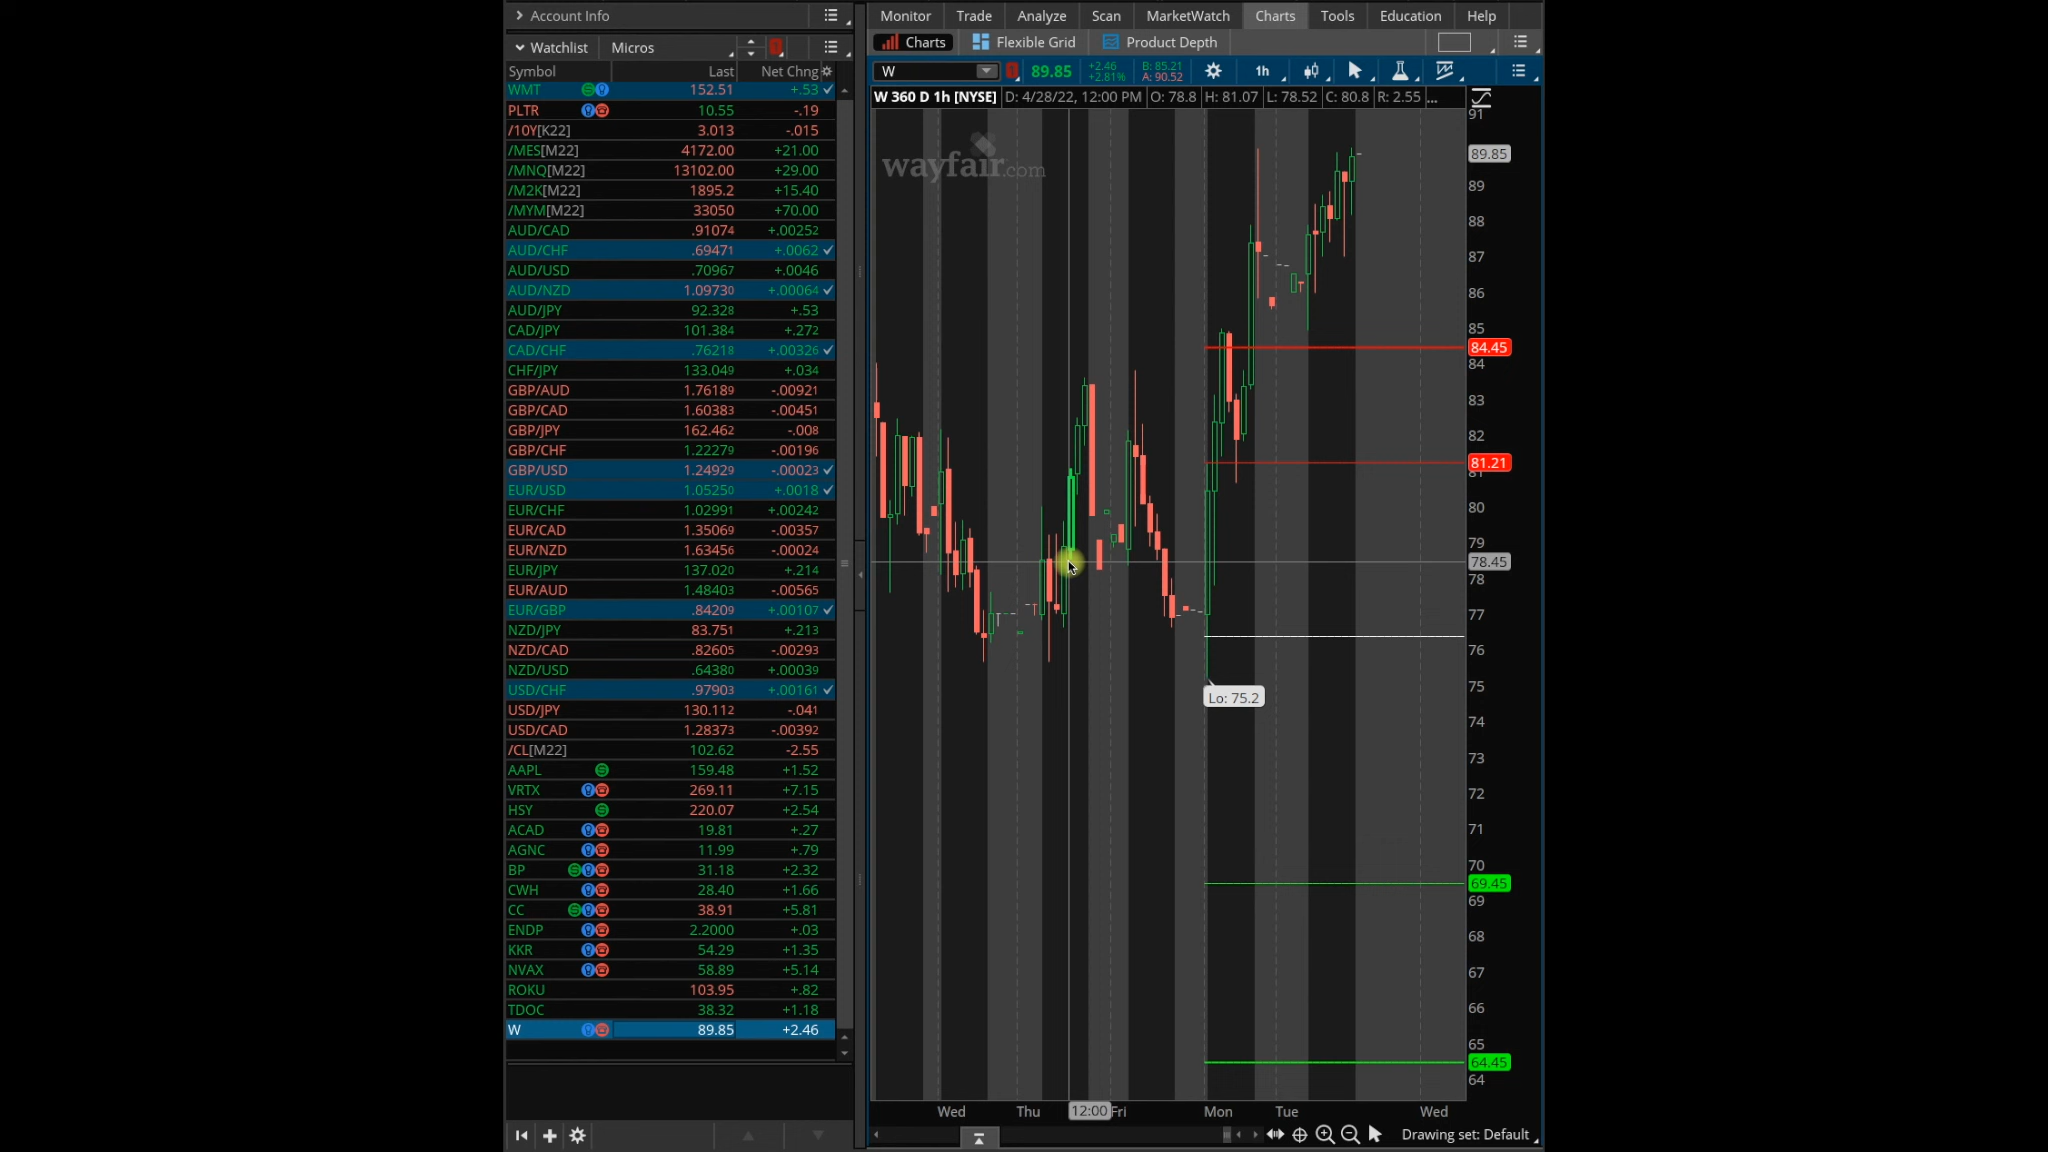 Account Info
Watchlist Micros
Symbol Last Net Chng
WMT 152.51 +.53
PLTR 10.55 -.19
/10Y[K22] 3.013 -.015
/MES[M22] 4172.00 +21.00
/MNQ[M22] 13102.00 +29.00
/M2K[M22] 1895.2 +15.40
/MYM[M22] 33050 +70.00
AUD/CAD .91074 +.00252
AUD/CHF .69471 +.0062
AUD/USD .70967 +.0046
AUD/NZD 1.09730 +.00064
AUD/JPY 92.328 +.53
CAD/JPY 101.384 +.272
CAD/CHF .76218 +.00326
CHF/JPY 133.049 +.034
GBP/AUD 1.76189 -.00921
GBP/CAD 1.60383 -.00451
GBP/JPY 162.462 -.008
GBP/CHF 1.22279 -.00196
GBP/USD 1.24929 -.00023
EUR/USD 1.05250 +.0018
EUR/CHF 1.02991 +.00242
EUR/CAD 1.35069 -.00357
EUR/NZD 1.63456 -.00024
EUR/JPY 137.020 +.214
EUR/AUD 1.48403 -.00565
EUR/GBP .84209 +.00107
NZD/JPY 83.751 +.213
NZD/CAD .82605 -.00293
NZD/USD .64380 +.00039
USD/CHF .97903 +.00161
USD/JPY 130.112 -.041
USD/CAD 1.28373 -.00392
/CL[M22] 102.62 -2.55
AAPL 159.48 +1.52
VRTX 269.11 +7.15
HSY 220.07 +2.54
ACAD 19.81 +.27
AGNC 11.99 +.79
BP 31.18 +2.32
CWH 28.40 +1.66
CC 38.91 +5.81
ENDP 2.2000 +.03
KKR 54.29 +1.35
NVAX 58.89 +5.14
ROKU 103.95 +.82
TDOC 38.32 +1.18
W 89.85 +2.46
Monitor Trade Analyze Scan MarketWatch Charts Tools Education Help
Charts Flexible Grid Product Depth
W 89.85 +2.46 B: 85.21 1h
+2.81% A: 90.52
W 360 D 1h [NYSE] D: 4/28/22, 12:00 PM O: 78.8 H: 81.07 L: 78.52 C: 80.8 R: 2.55 ...
wayfair.com
91
89.85
89
88
87
86
85
84.45
84
83
82
81.21
81
80
79
78.45
78
77
76
75
Lo: 75.2
74
73
72
71
70
69.45
69
68
67
66
65
64.45
64
Wed Thu 12:00 Fri Mon Tue Wed
Drawing set: Default